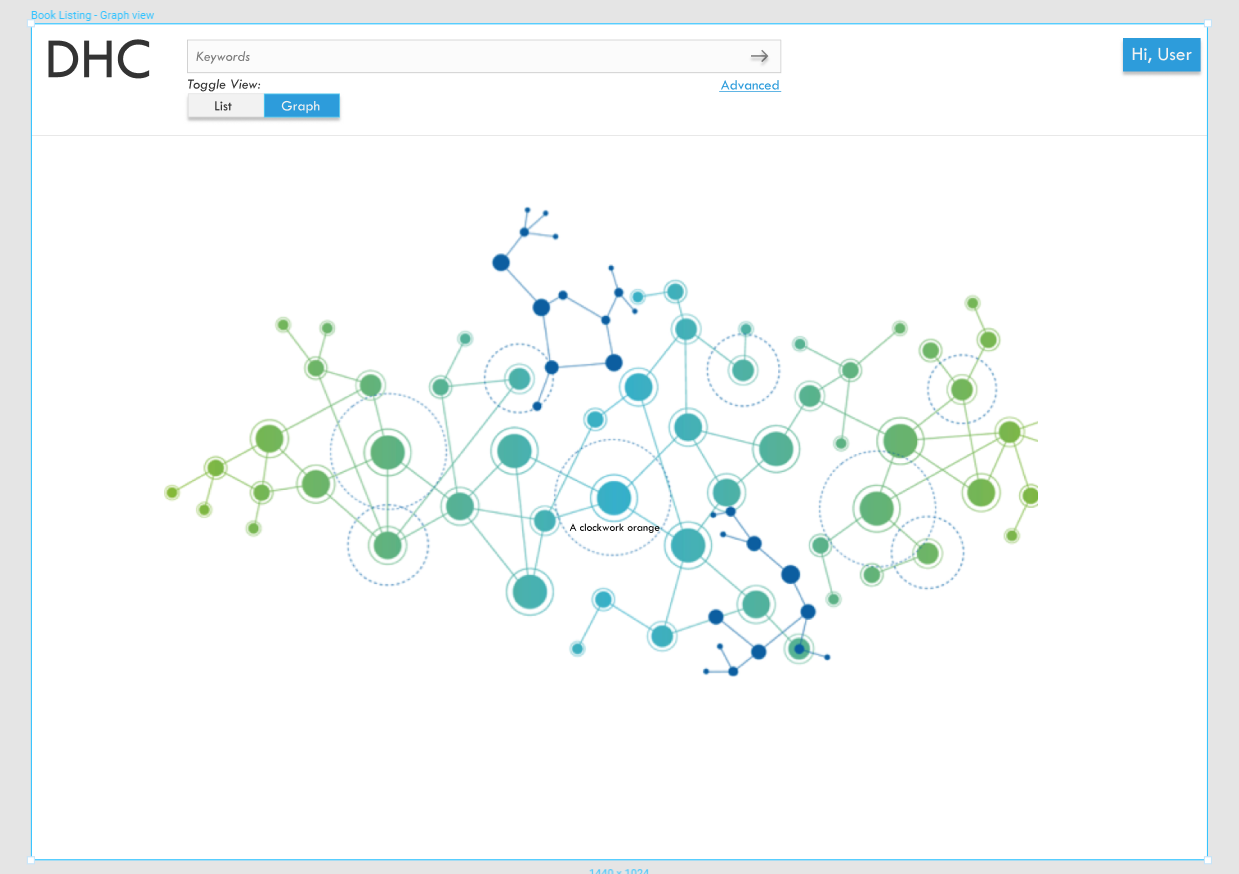 Book Listing - Graph view
DHC
Keywords
Hi, User
Toggle View:
Advanced
List
Graph
A clockwork orange
1440 × 1024